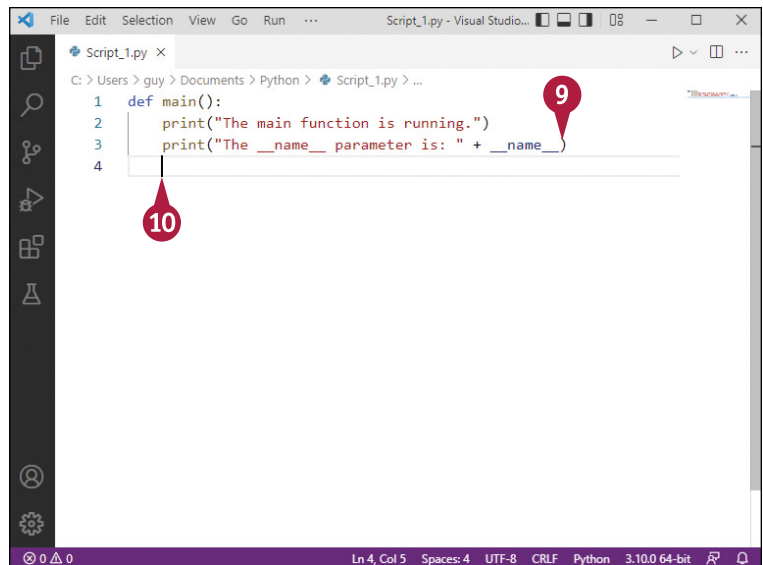 File Edit Selection View Go Run ··· Script_1.py - Visual Studio...
Script_1.py ×
C: > Users > guy > Documents > Python > Script_1.py > ...
1 def main():
2     print("The main function is running.")
3     print("The __name__ parameter is: " + __name__)
4
9
10
0 0 Ln 4, Col 5 Spaces: 4 UTF-8 CRLF Python 3.10.0 64-bit